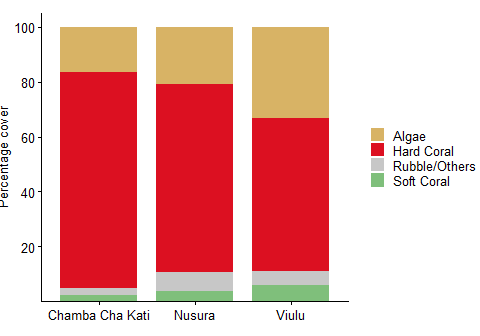 Percentage cover
100
80
60
40
20
Chamba Cha Kati
Nusura
Viulu
Algae
Hard Coral
Rubble/Others
Soft Coral